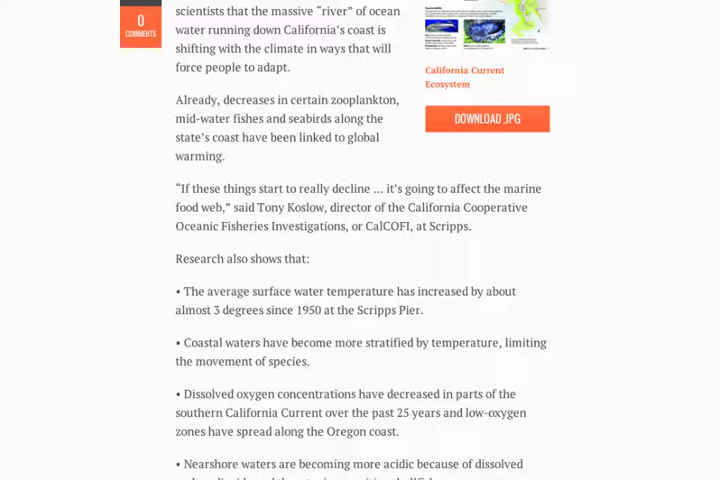 0
COMMENTS
scientists that the massive “river” of ocean
water running down California’s coast is
shifting with the climate in ways that will
force people to adapt.
Already, decreases in certain zooplankton,
mid-water fishes and seabirds along the
state’s coast have been linked to global
warming.
California Current
Ecosystem
DOWNLOAD .JPG
“If these things start to really decline ... it’s going to affect the marine
food web,” said Tony Koslow, director of the California Cooperative
Oceanic Fisheries Investigations, or CalCOFI, at Scripps.
Research also shows that:
• The average surface water temperature has increased by about
almost 3 degrees since 1950 at the Scripps Pier.
• Coastal waters have become more stratified by temperature, limiting
the movement of species.
• Dissolved oxygen concentrations have decreased in parts of the
southern California Current over the past 25 years and low-oxygen
zones have spread along the Oregon coast.
• Nearshore waters are becoming more acidic because of dissolved